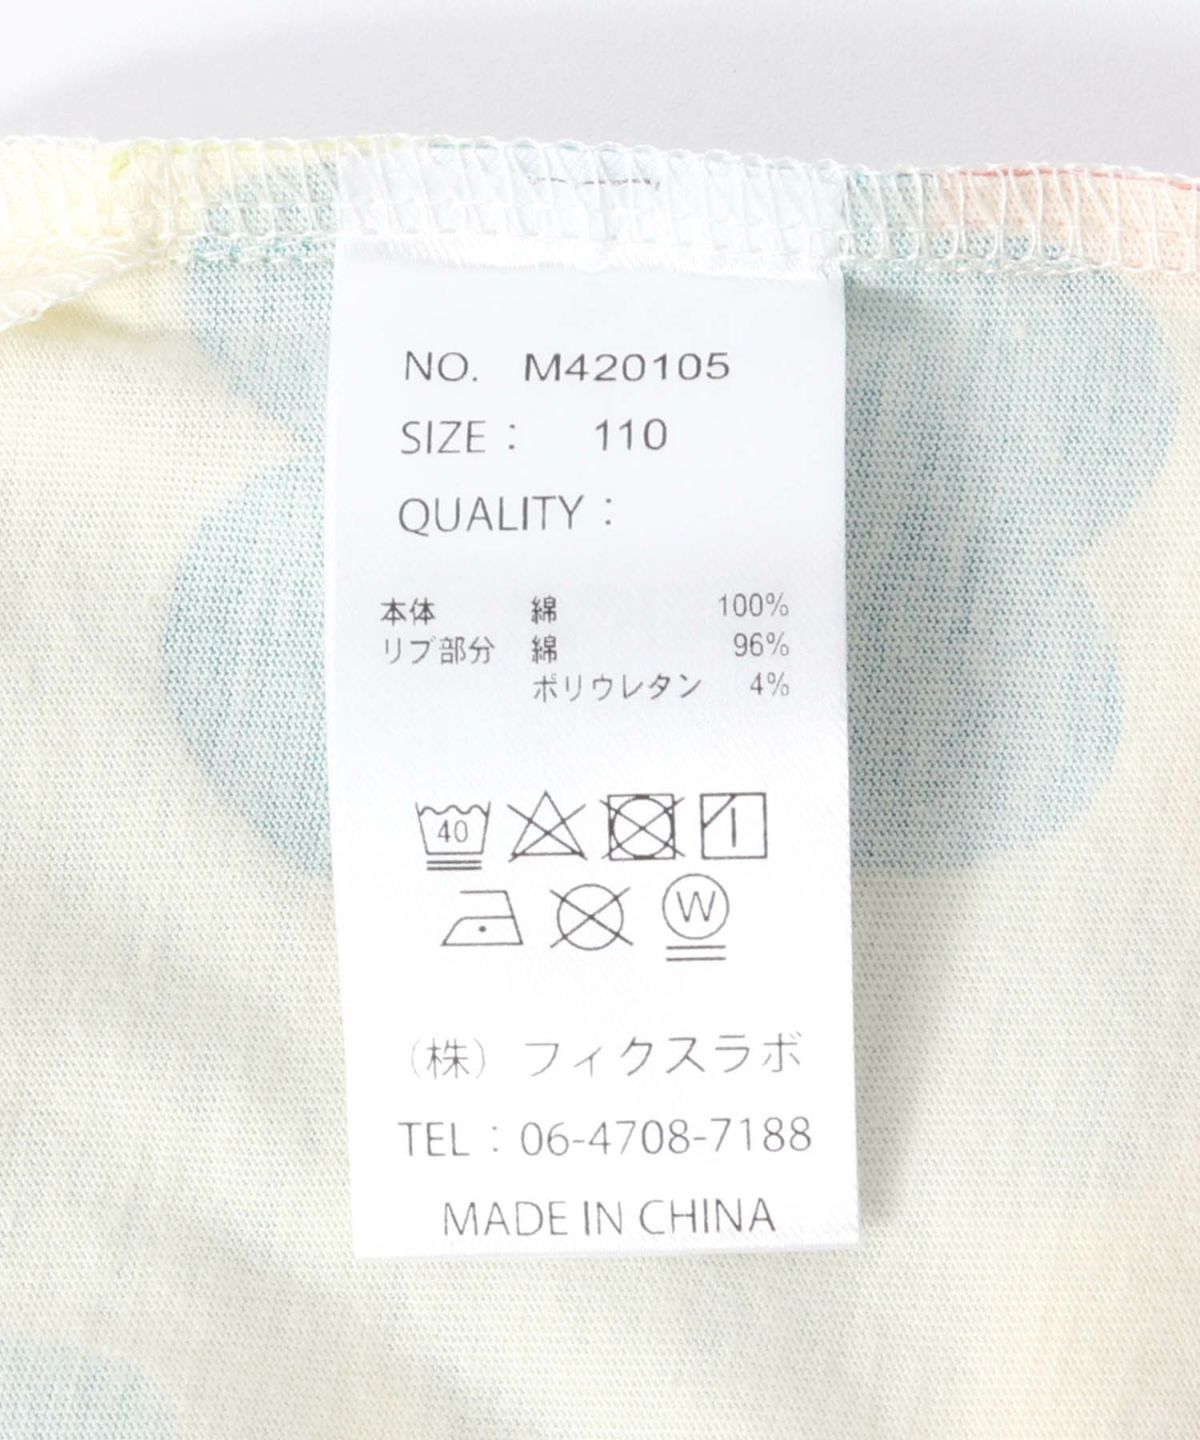 NO. M420105
SIZE： 110
QUALITY：
本体 綿 100%
リブ部分 綿 96%
ポリウレタン 4%
40
W
（株）フィクスラボ
TEL：06-4708-7188
MADE IN CHINA